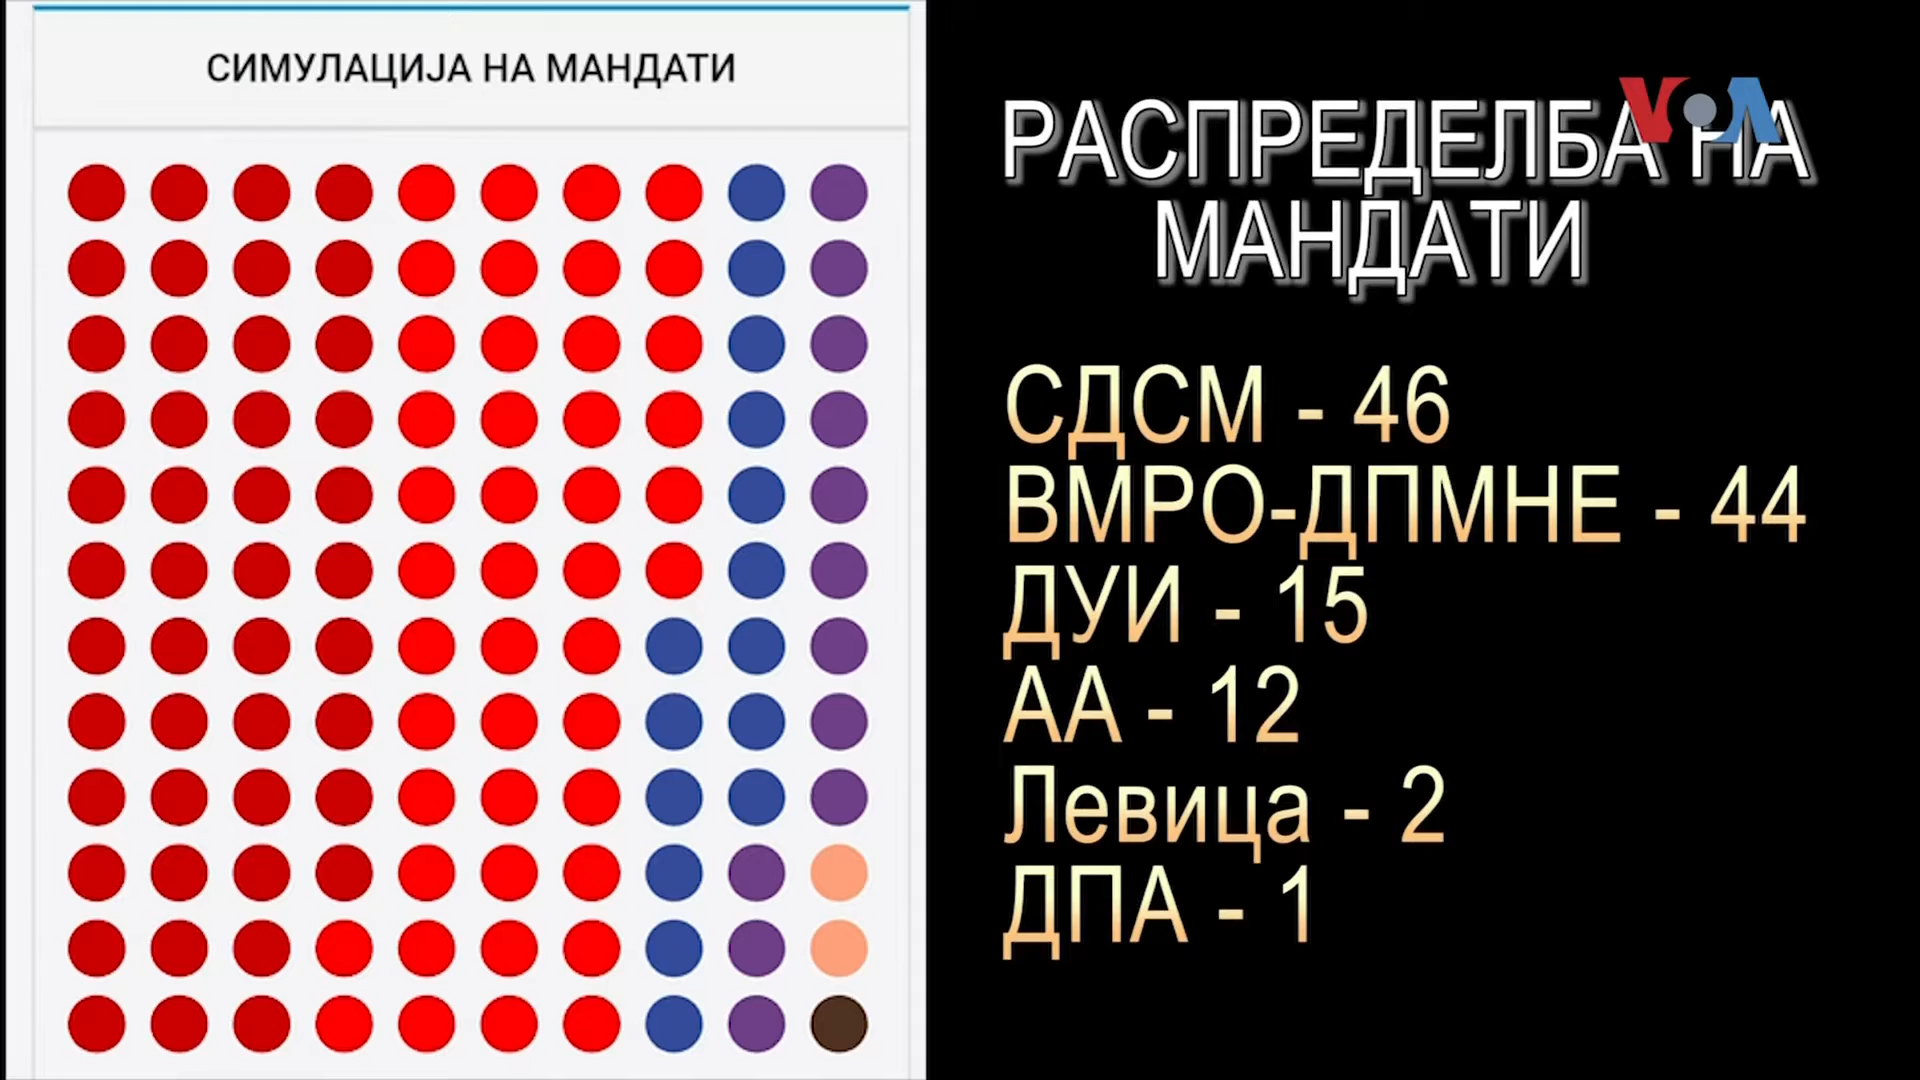 СИМУЛАЦИЈА НА МАНДАТИ
VOA
РАСПРЕДЕЛБА НА
МАНДАТИ
СДСМ - 46
ВМРО-ДПМНЕ - 44
ДУИ - 15
АА - 12
Левица - 2
ДПА - 1